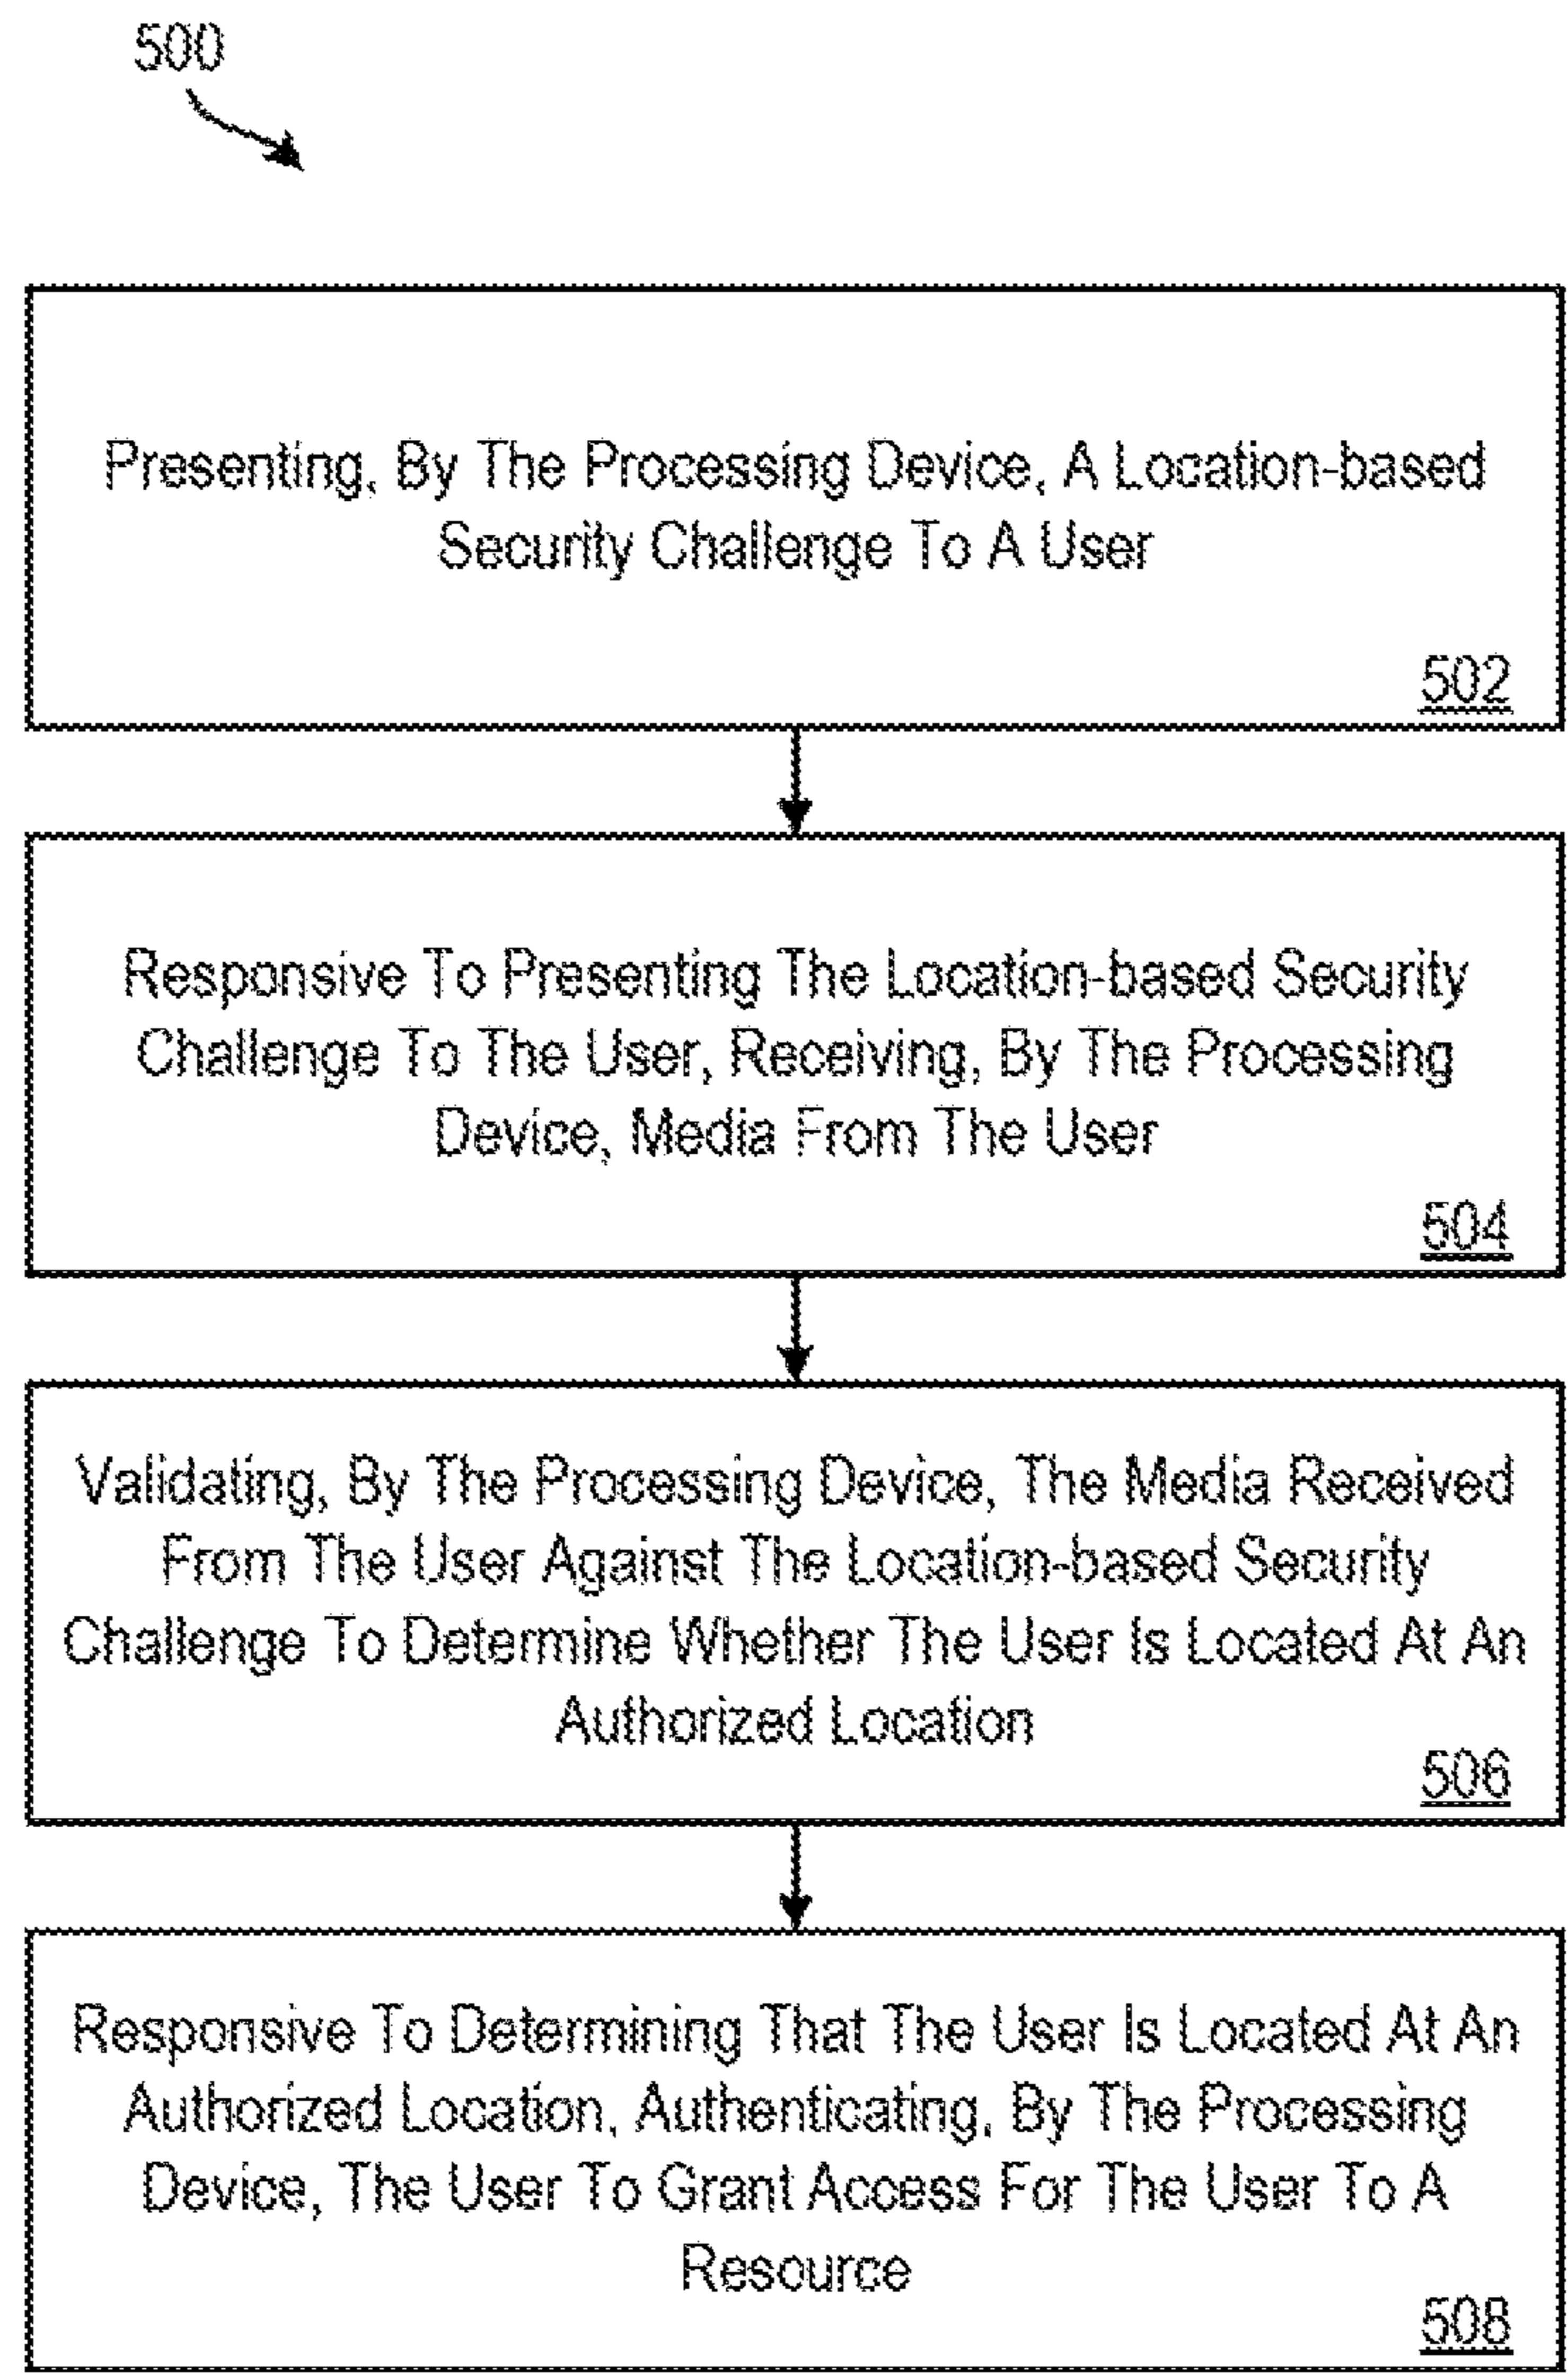 500
Presenting, By The Processing Device, A Location-based
Security Challenge To A User
502
Responsive To Presenting The Location-based Security
Challenge To The User, Receiving, By The Processing
Device, Media From The User
504
Validating, By The Processing Device, The Media Received
From The User Against The Location-based Security
Challenge To Determine Whether The User Is Located At An
Authorized Location
506
Responsive To Determining That The User Is Located At An
Authorized Location, Authenticating, By The Processing
Device, The User To Grant Access For The User To A
Resource
508